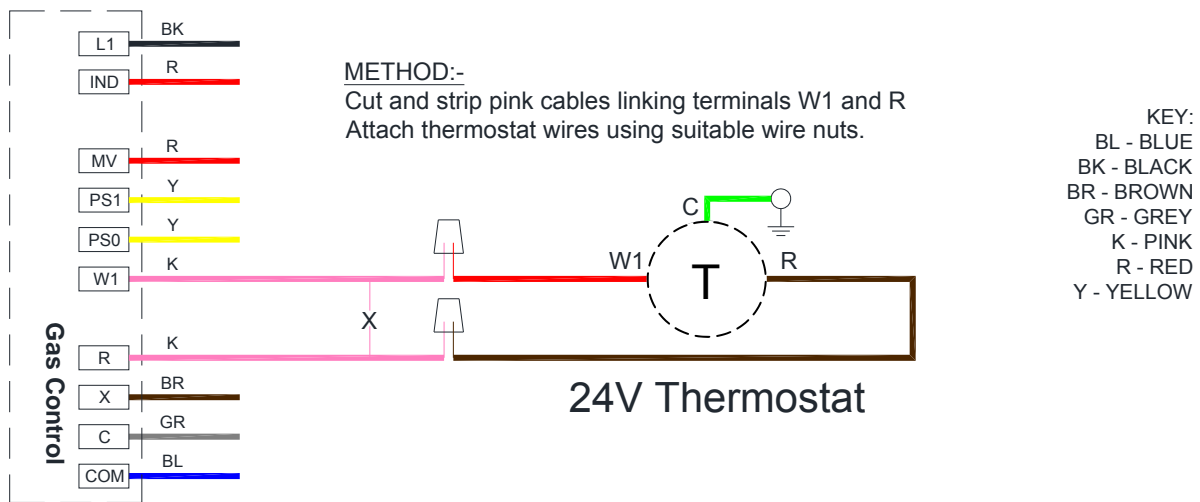 L1 BK
IND R
METHOD:-
Cut and strip pink cables linking terminals W1 and R
Attach thermostat wires using suitable wire nuts.
KEY:
BL - BLUE
BK - BLACK
BR - BROWN
GR - GREY
K - PINK
R - RED
Y - YELLOW
MV R
PS1 Y
PS0 Y
W1 K
C
W1 T R
X
R K
X BR
C GR
COM BL
Gas Control
24V Thermostat